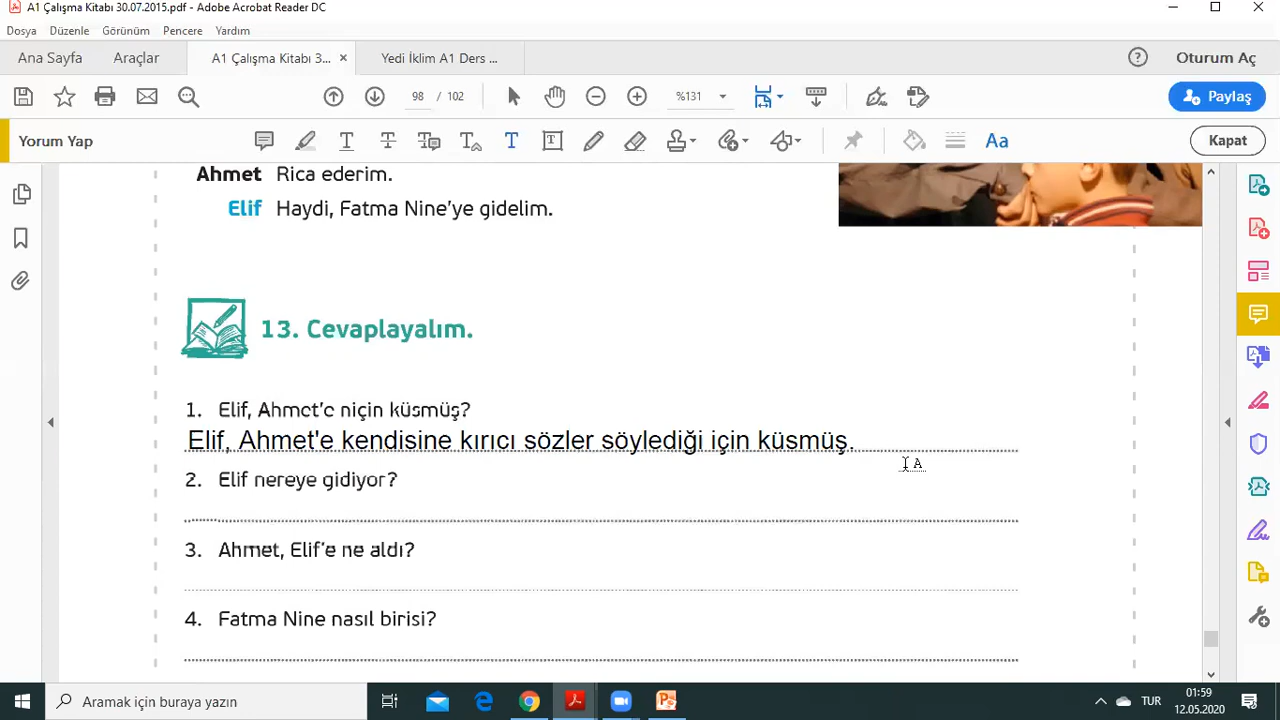 A1 Çalışma Kitabı 30.07.2015.pdf - Adobe Acrobat Reader DC
Dosya Düzenle Görünüm Pencere Yardım
Ana Sayfa Araçlar A1 Çalışma Kitabı 3... × Yedi İklim A1 Ders ... ? Oturum Aç
98 / 102 %131 Paylaş
Yorum Yap Kapat
Ahmet Rica ederim.
Elif Haydi, Fatma Nine'ye gidelim.
13. Cevaplayalım.
1. Elif, Ahmet'e niçin küsmüş?
Elif, Ahmet'e kendisine kırıcı sözler söylediği için küsmüş.
2. Elif nereye gidiyor?
3. Ahmet, Elif'e ne aldı?
4. Fatma Nine nasıl birisi?
Aramak için buraya yazın
TUR
01:59
12.05.2020